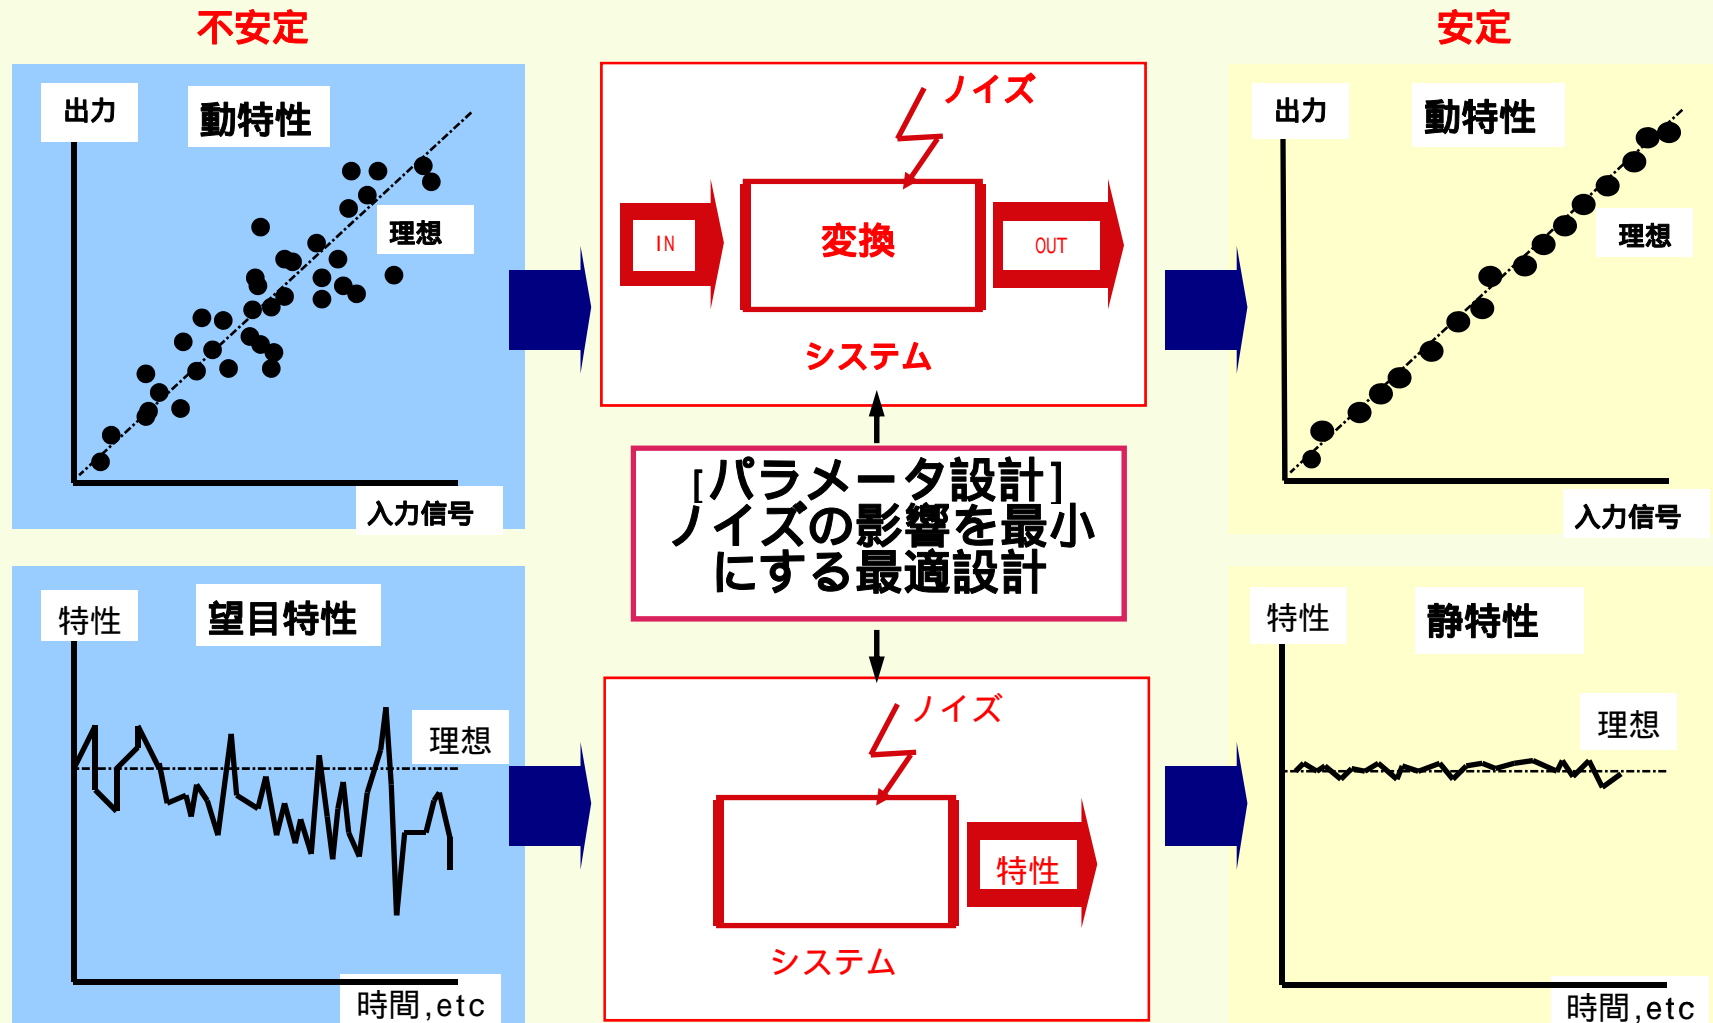 不安定
安定
出力
動特性
理想
入力信号
ノイズ
IN
変換
OUT
システム
出力
動特性
理想
入力信号
[パラメータ設計]
ノイズの影響を最小
にする最適設計
特性
望目特性
理想
時間,etc
ノイズ
特性
システム
特性
静特性
理想
時間,etc